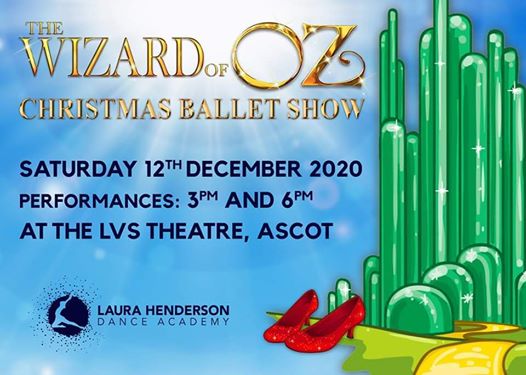 THE
WIZARD OF OZ
CHRISTMAS BALLET SHOW
SATURDAY 12TH DECEMBER 2020
PERFORMANCES: 3PM AND 6PM
AT THE LVS THEATRE, ASCOT
LAURA HENDERSON
DANCE ACADEMY